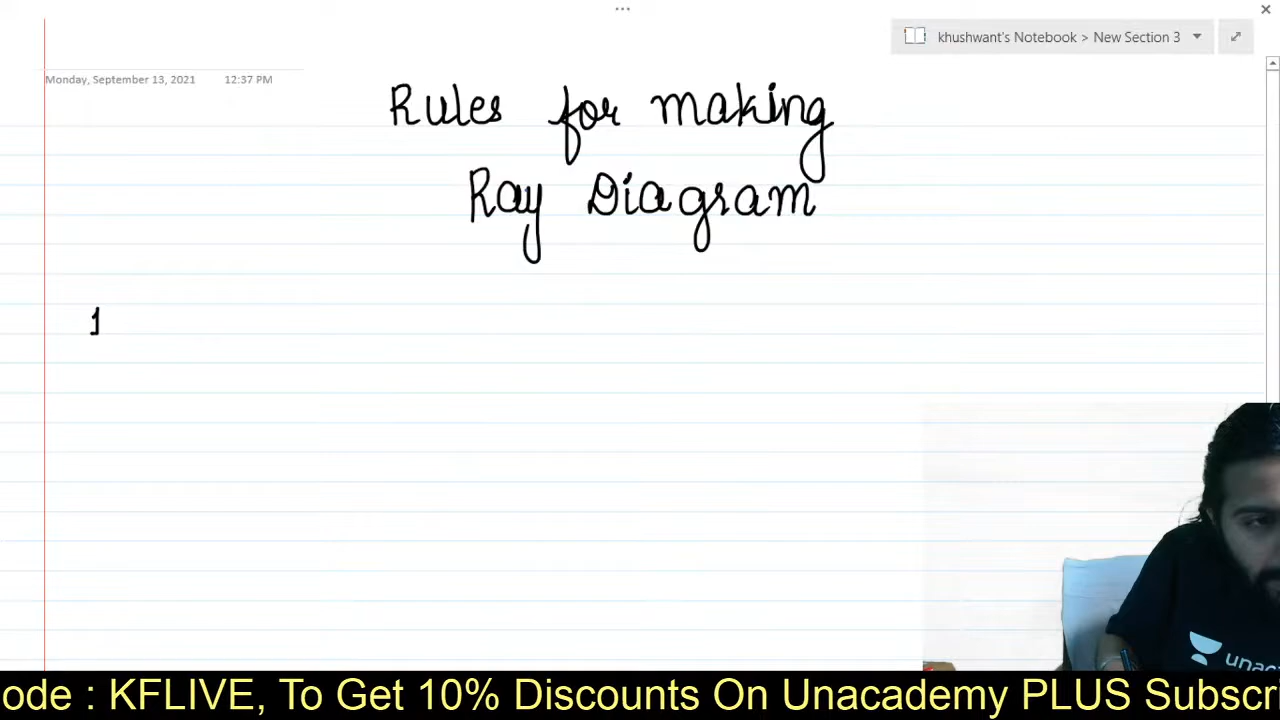 khushwant's Notebook > New Section 3
Monday, September 13, 2021 12:37 PM
Rules for making
Ray Diagram
1
ode : KFLIVE, To Get 10% Discounts On Unacademy PLUS Subscri